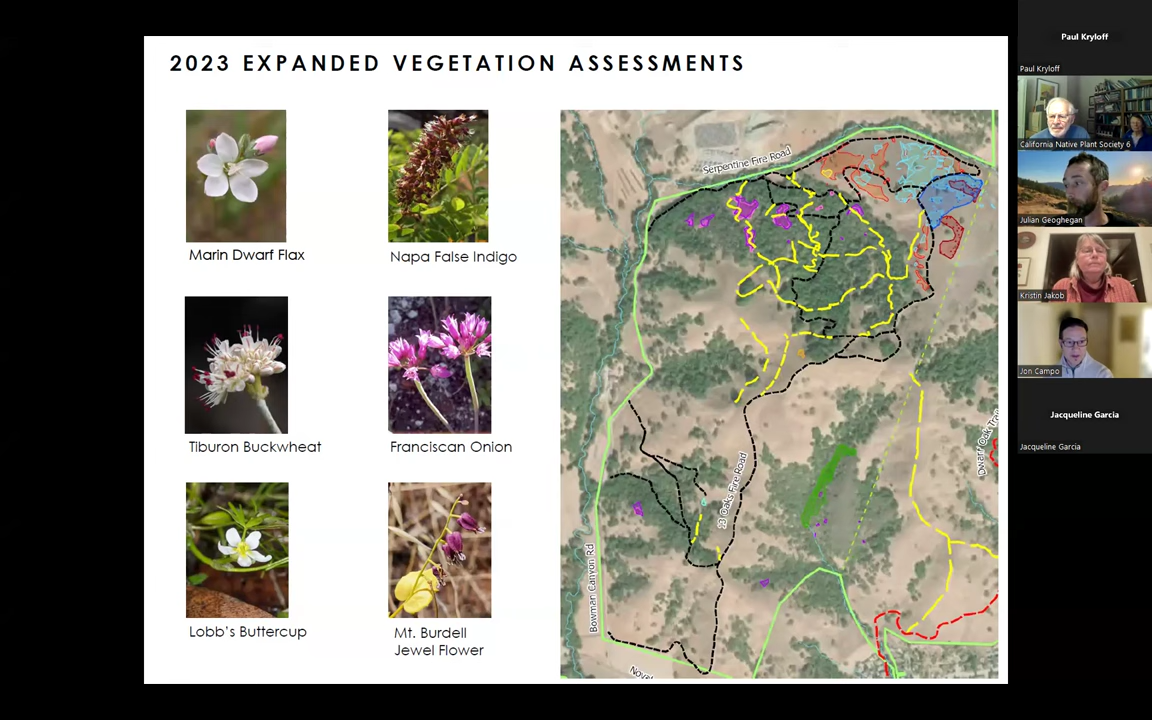 2023 EXPANDED VEGETATION ASSESSMENTS
Marin Dwarf Flax
Napa False Indigo
Tiburon Buckwheat
Franciscan Onion
Lobb's Buttercup
Mt. Burdell
Jewel Flower
Serpentine Fire Road
Oaks Fire Road
Bowman Canyon Rd
Dwarf Oak
Paul Kryloff
Paul Kryloff
California Native Plant Society 6
Julian Geoghegan
Kristin Jakob
Jon Campo
Jacqueline Garcia
Jacqueline Garcia